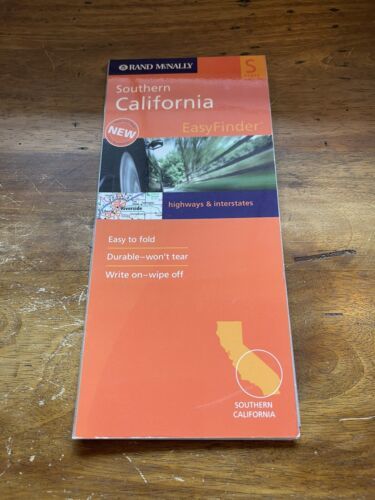 RAND McNALLY
S
Southern
California
EasyFinder™
NEW
Riverside
highways & interstates
Easy to fold
Durable–won't tear
Write on–wipe off
SOUTHERN
CALIFORNIA